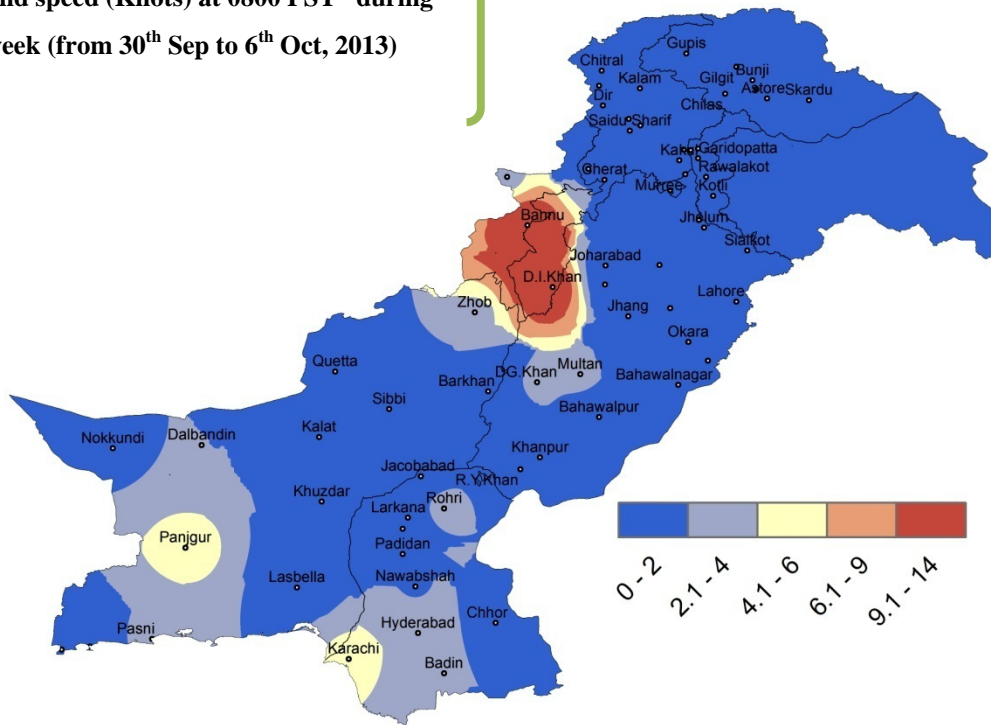 nd speed (Knots) at 0800 PST during
week (from 30th Sep to 6th Oct, 2013)
Gupis
Chitral
Bunji
Kalam
Gilgit
Astore
Skardu
Dir
Chilas
Saidu Sharif
Garidopatta
Rawalakot
Cherat
Murree
Kotli
Bannu
Jhelum
Sialkot
Joharabad
D.I.Khan
Lahore
Zhob
Jhang
Okara
Quetta
DG.Khan
Multan
Barkhan
Bahawalnagar
Sibbi
Bahawalpur
Kalat
Nokkundi
Dalbandin
Khanpur
Jacobabad
R.Y.Khan
Khuzdar
Rohri
Larkana
Panjgur
Padidan
Lasbella
Nawabshah
Chhor
Pasni
Hyderabad
Karachi
Badin
0 - 2
2.1 - 4
4.1 - 6
6.1 - 9
9.1 - 14